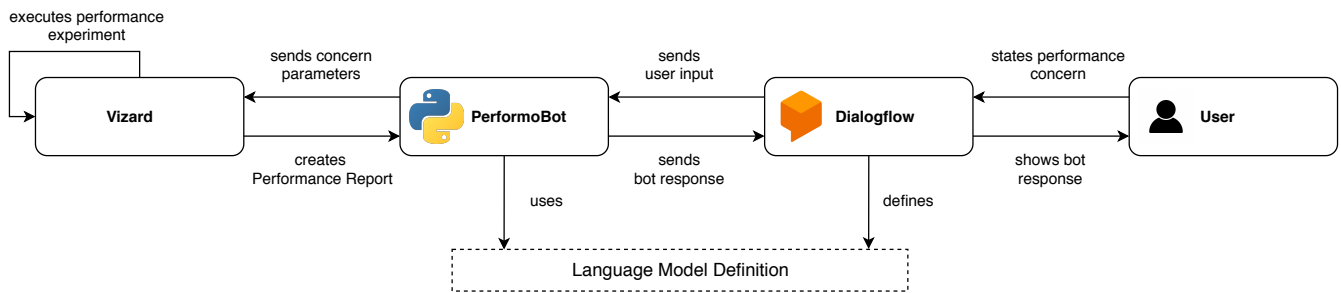 executes performance
experiment
sends concern
parameters
sends
user input
states performance
concern
Vizard
PerformoBot
Dialogflow
User
creates
Performance Report
sends
bot response
shows bot
response
uses
defines
Language Model Definition